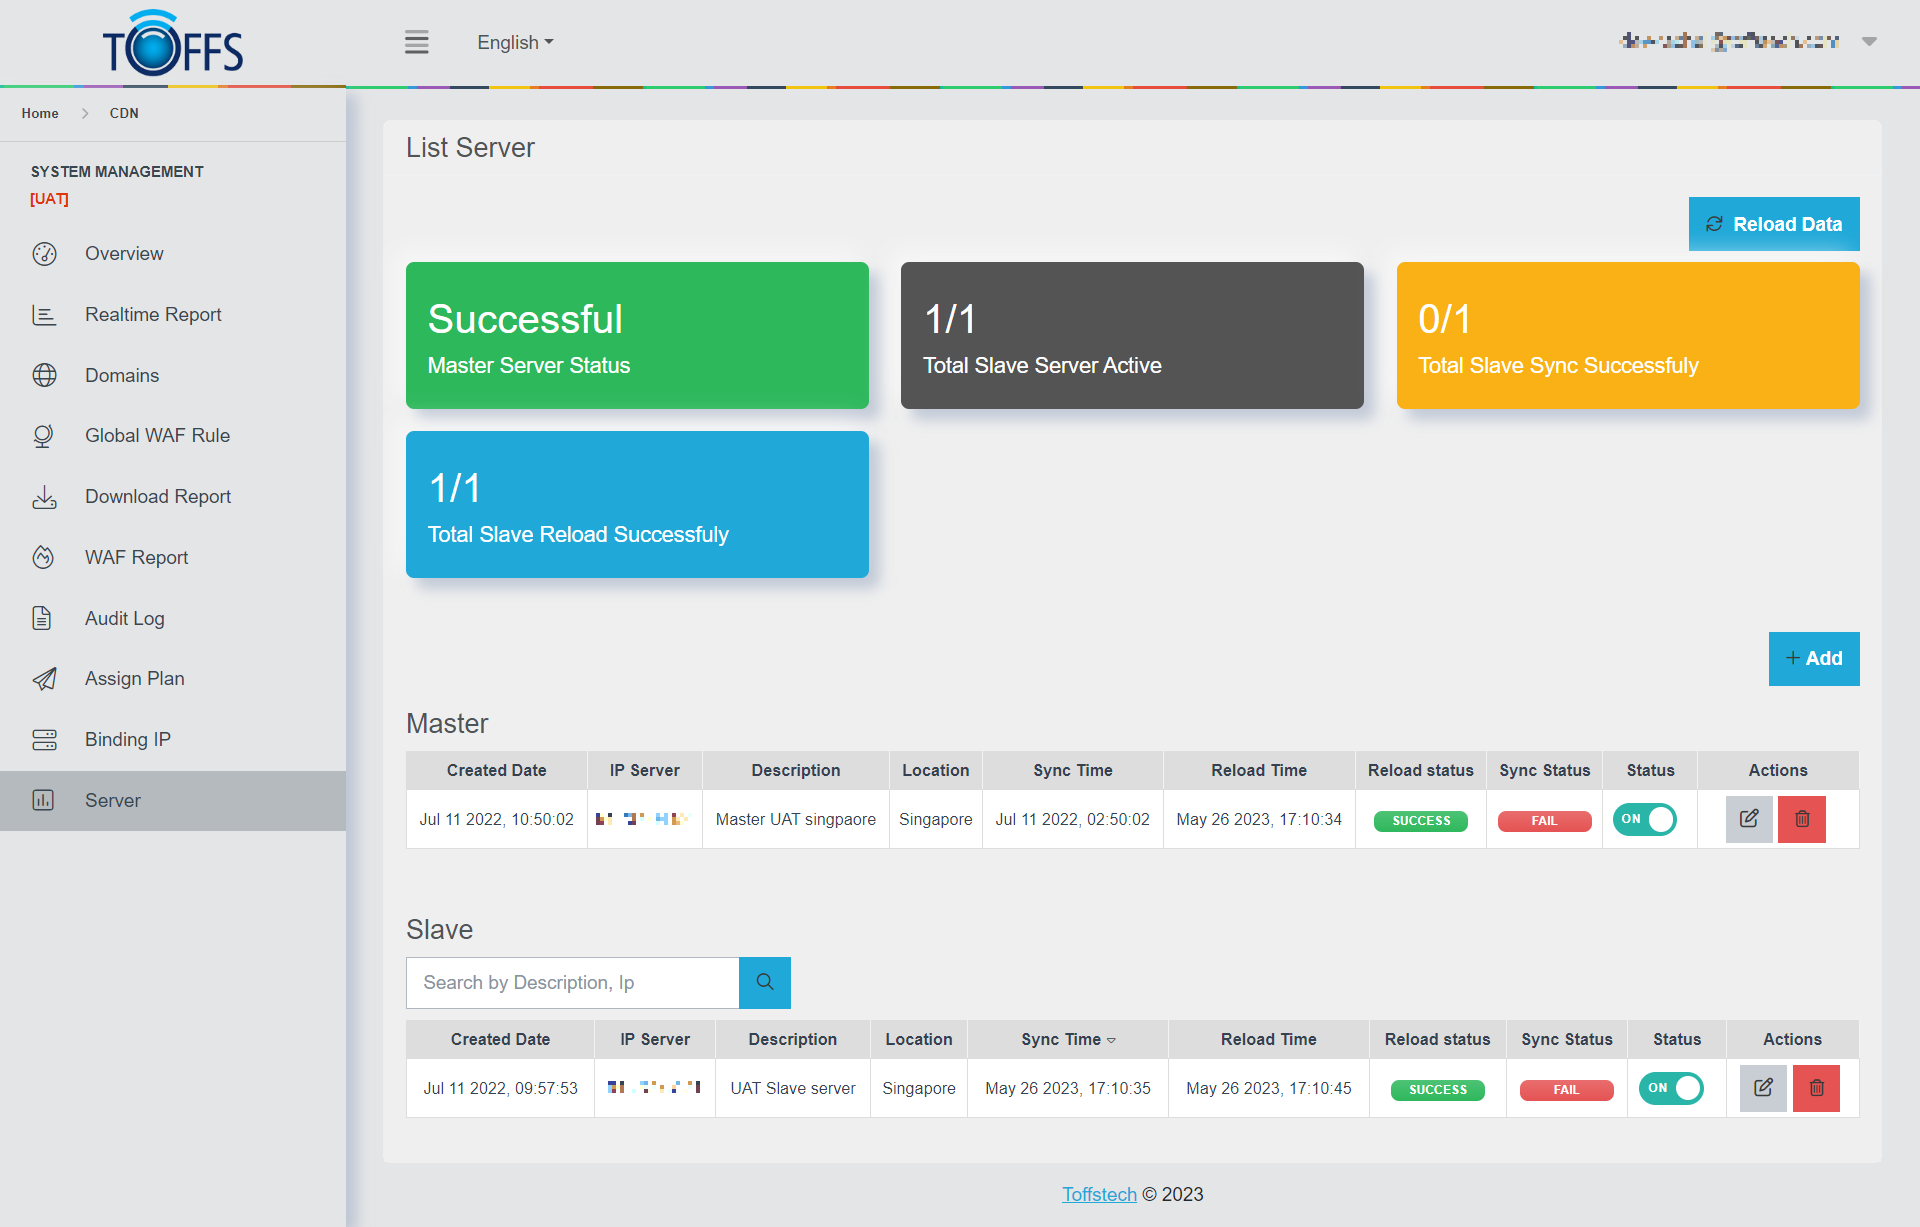 TOFFS
English
Home > CDN
SYSTEM MANAGEMENT
[UAT]
Overview
Realtime Report
Domains
Global WAF Rule
Download Report
WAF Report
Audit Log
Assign Plan
Binding IP
Server
List Server
Reload Data
Successful
Master Server Status
1/1
Total Slave Server Active
0/1
Total Slave Sync Successfuly
1/1
Total Slave Reload Successfuly
+ Add
Master
Created Date IP Server Description Location Sync Time Reload Time Reload status Sync Status Status Actions
Jul 11 2022, 10:50:02 Master UAT singpaore Singapore Jul 11 2022, 02:50:02 May 26 2023, 17:10:34 SUCCESS FAIL ON
Slave
Search by Description, Ip
Created Date IP Server Description Location Sync Time Reload Time Reload status Sync Status Status Actions
Jul 11 2022, 09:57:53 UAT Slave server Singapore May 26 2023, 17:10:35 May 26 2023, 17:10:45 SUCCESS FAIL ON
Toffstech © 2023